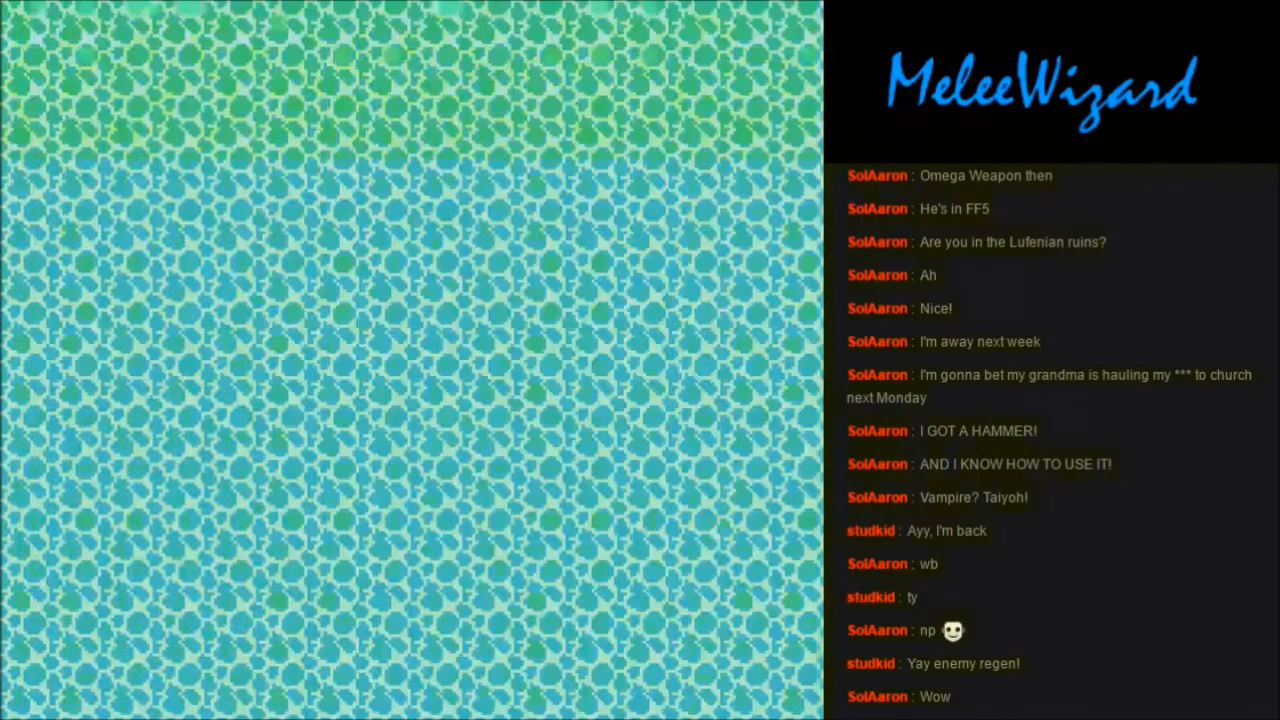 MeleeWizard
SolAaron : Omega Weapon then
SolAaron : He's in FF5
SolAaron : Are you in the Lufenian ruins?
SolAaron : Ah
SolAaron : Nice!
SolAaron : I'm away next week
SolAaron : I'm gonna bet my grandma is hauling my *** to church
next Monday
SolAaron : I GOT A HAMMER!
SolAaron : AND I KNOW HOW TO USE IT!
SolAaron : Vampire? Taiyoh!
studkid : Ayy, I'm back
SolAaron : wb
studkid : ty
SolAaron : np
studkid : Yay enemy regen!
SolAaron : Wow